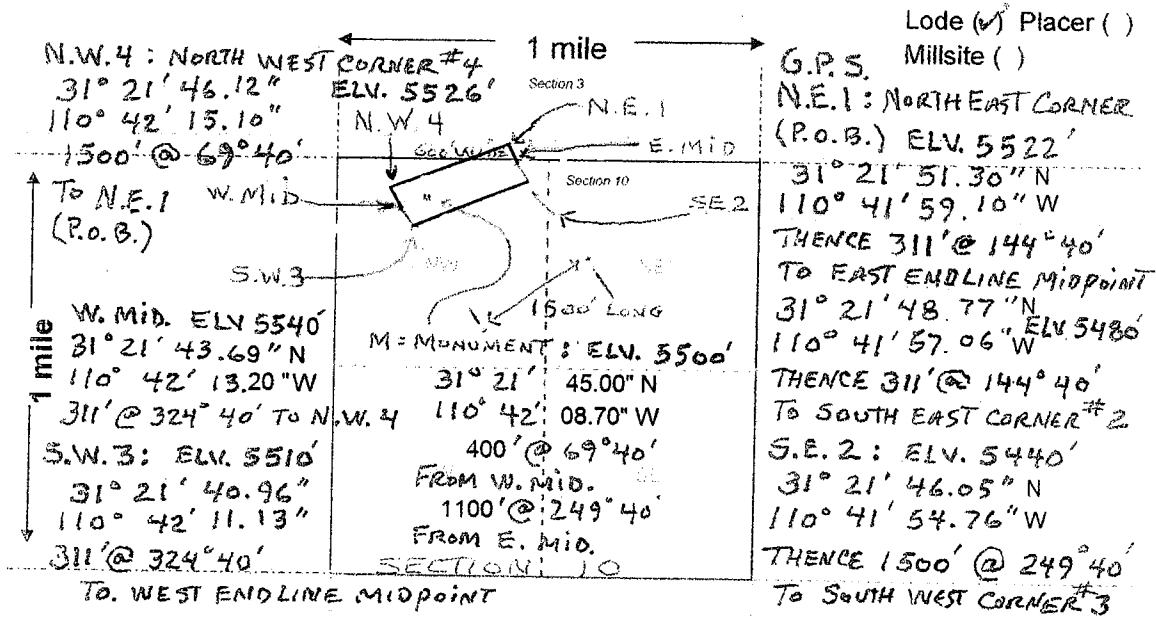 Lode (✓) Placer ( )
Millsite ( )
1 mile
N.W.4 : NORTH WEST CORNER #4
31° 21' 46.12" ELV. 5526'
110° 42' 15.10"
1500' @ 69°40'
TO N.E.1
(P.O.B.)
Section 3
N.W.4
N.E.1
E. MID
W. MID
Section 10
SE2
S.W.3
NW
1500' LONG
M = MONUMENT : ELV. 5500'
31° 21' 45.00" N
110° 42' 08.70" W
400' @ 69°40'
FROM W. MID.
1100' @ 249° 40'
FROM E. MID.
SECTION 10
1 mile
W. MID. ELV 5540'
31° 21' 43.69" N
110° 42' 13.20 "W
311' @ 324° 40' TO N.W.4
S.W.3: ELV. 5510'
31° 21' 40.96"
110° 42' 11.13"
311' @ 324°40'
TO. WEST ENDLINE MIDPOINT
G.P.S.
N.E.1 : NORTH EAST CORNER
(P.O.B.) ELV. 5522'
31° 21' 51.30" N
110° 41' 59.10" W
THENCE 311' @ 144° 40'
TO EAST ENDLINE MIDPOINT
31° 21' 48.77" N
110° 41' 57.06" W ELV 5480'
THENCE 311' @ 144° 40'
TO SOUTH EAST CORNER #2
S.E.2 : ELV. 5440'
31° 21' 46.05" N
110° 41' 54.76" W
THENCE 1500' @ 249° 40'
TO SOUTH WEST CORNER #3